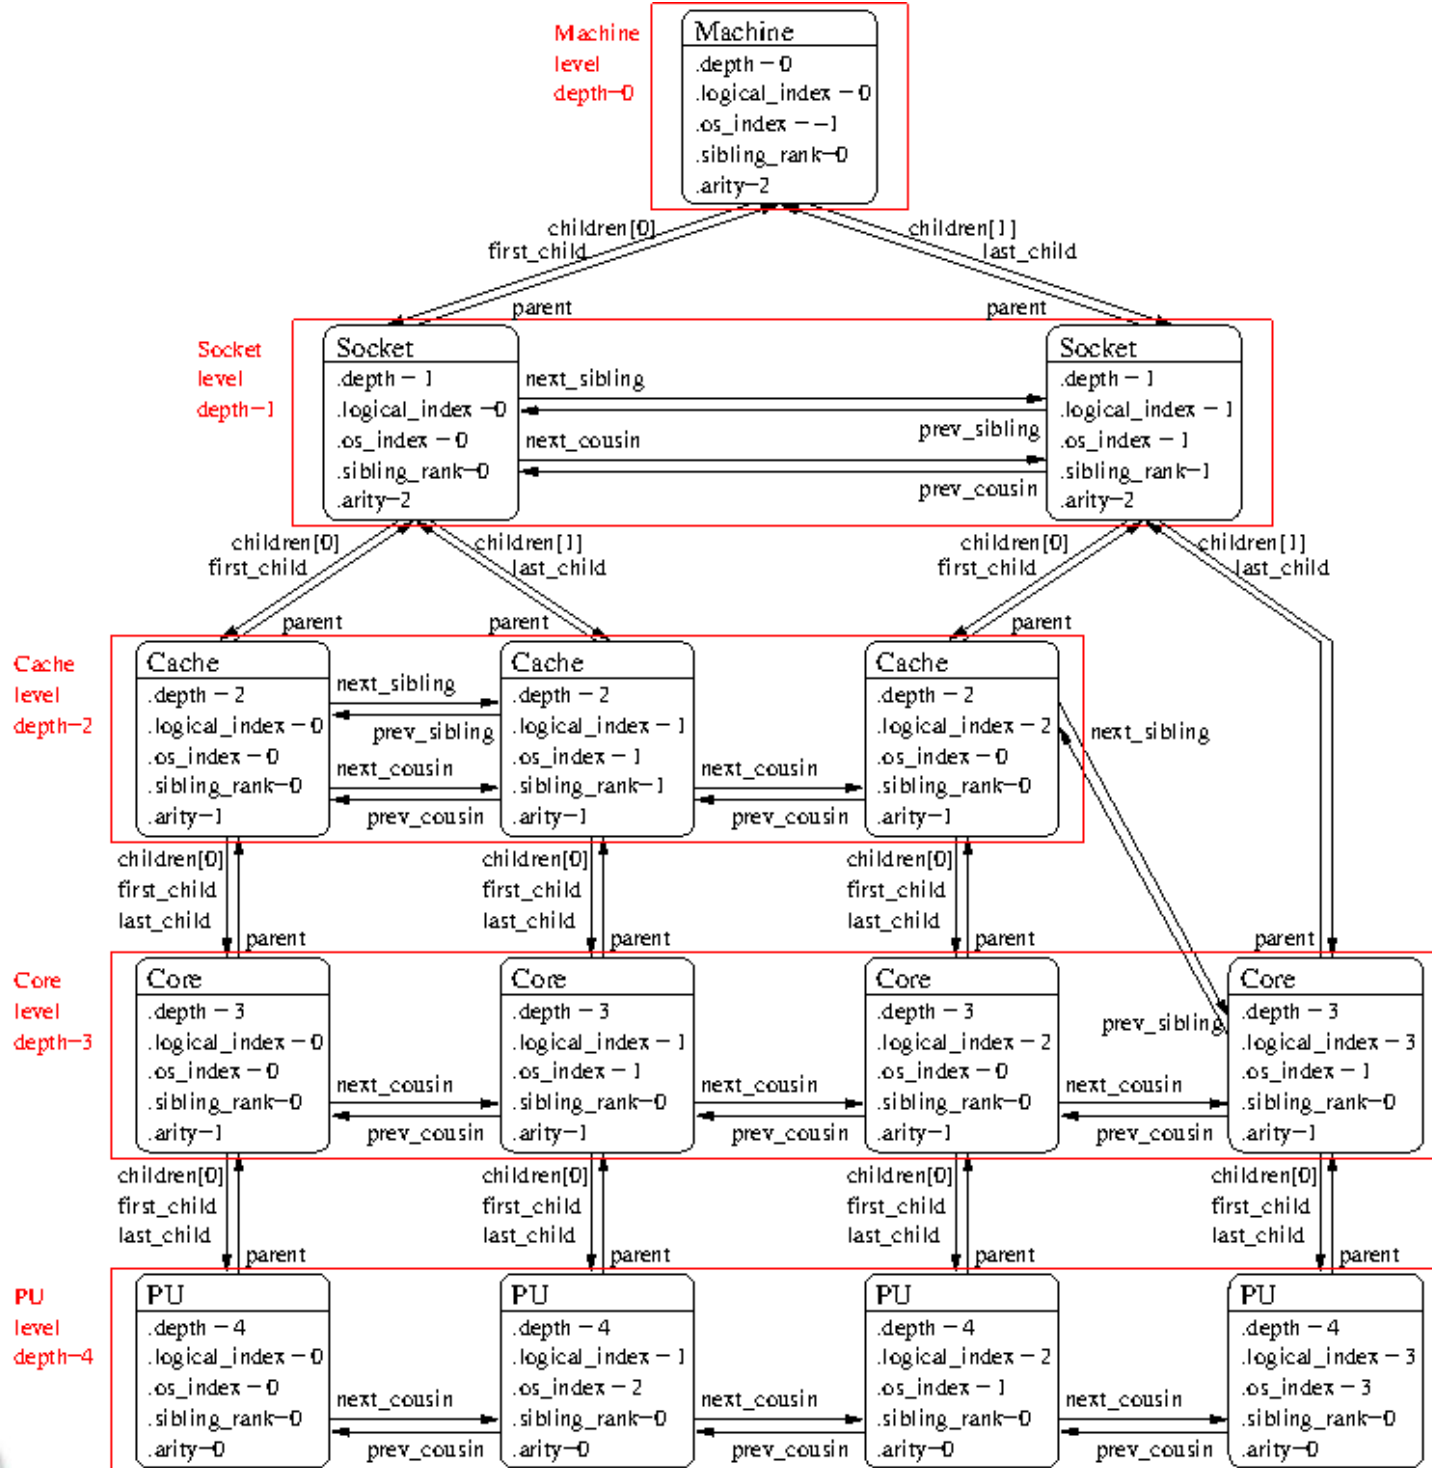 Machine
level
depth=0
Machine
.depth = 0
.logical_index = 0
.os_index = -1
.sibling_rank=0
.arity=2
children[0]
first_child
children[1]
last_child
parent
parent
Socket
level
depth=1
Socket
.depth = 1
.logical_index =0
.os_index = 0
.sibling_rank=0
.arity=2
next_sibling
prev_sibling
next_cousin
prev_cousin
Socket
.depth = 1
.logical_index = 1
.os_index = 1
.sibling_rank=1
.arity=2
children[0]
first_child
children[1]
last_child
children[0]
first_child
children[1]
last_child
parent
parent
parent
Cache
level
depth=2
Cache
.depth = 2
.logical_index = 0
.os_index = 0
.sibling_rank=0
.arity=1
next_sibling
prev_sibling
next_cousin
prev_cousin
Cache
.depth = 2
.logical_index = 1
.os_index = 1
.sibling_rank=1
.arity=1
next_cousin
prev_cousin
Cache
.depth = 2
.logical_index = 2
.os_index = 0
.sibling_rank=0
.arity=1
next_sibling
children[0]
first_child
last_child
parent
children[0]
first_child
last_child
parent
children[0]
first_child
last_child
parent
parent
Core
level
depth=3
Core
.depth = 3
.logical_index = 0
.os_index = 0
.sibling_rank=0
.arity=1
next_cousin
prev_cousin
Core
.depth = 3
.logical_index = 1
.os_index = 1
.sibling_rank=0
.arity=1
next_cousin
prev_cousin
Core
.depth = 3
.logical_index = 2
.os_index = 0
.sibling_rank=0
.arity=1
prev_sibling
next_cousin
prev_cousin
Core
.depth = 3
.logical_index = 3
.os_index = 1
.sibling_rank=0
.arity=1
children[0]
first_child
last_child
parent
children[0]
first_child
last_child
parent
children[0]
first_child
last_child
parent
children[0]
first_child
last_child
parent
PU
level
depth=4
PU
.depth = 4
.logical_index = 0
.os_index = 0
.sibling_rank=0
.arity=0
next_cousin
prev_cousin
PU
.depth = 4
.logical_index = 1
.os_index = 2
.sibling_rank=0
.arity=0
next_cousin
prev_cousin
PU
.depth = 4
.logical_index = 2
.os_index = 1
.sibling_rank=0
.arity=0
next_cousin
prev_cousin
PU
.depth = 4
.logical_index = 3
.os_index = 3
.sibling_rank=0
.arity=0